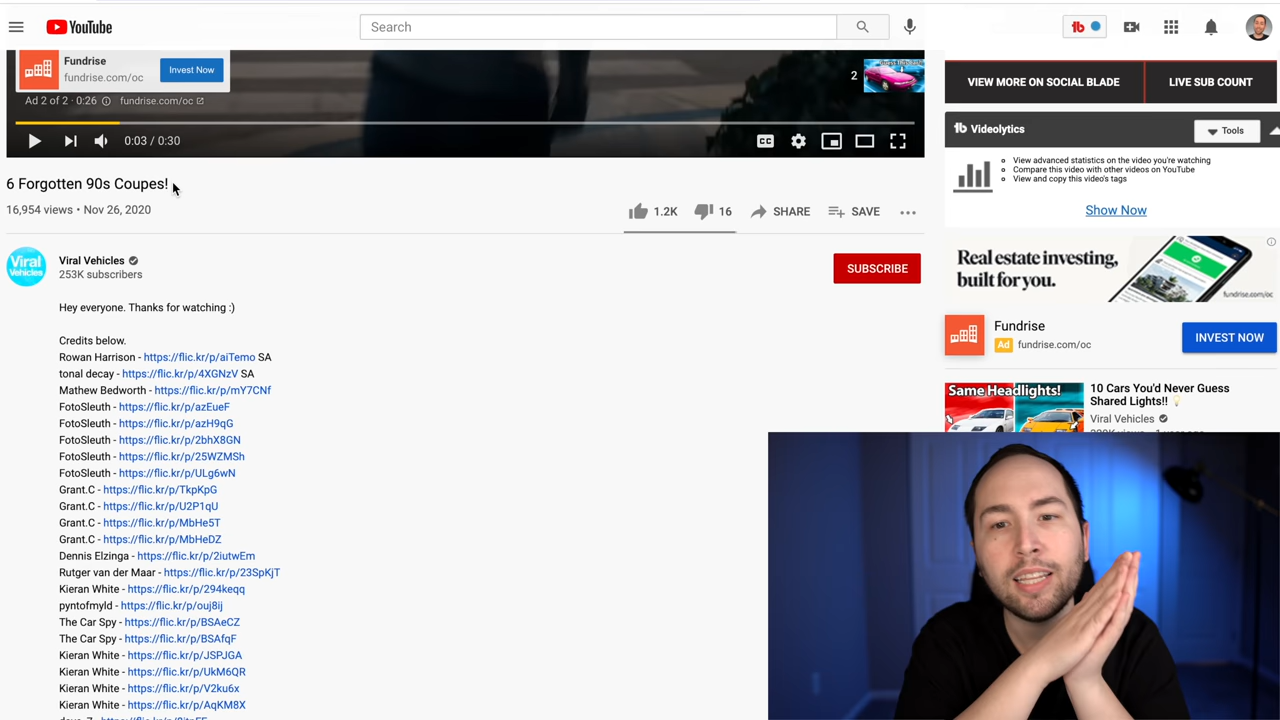 YouTube
Search
tb
Fundrise
fundrise.com/oc
Invest Now
Ad 2 of 2 · 0:26
fundrise.com/oc
2
0:03 / 0:30
CC
6 Forgotten 90s Coupes!
16,954 views • Nov 26, 2020
1.2K
16
SHARE
SAVE
Viral Vehicles
Viral Vehicles
253K subscribers
SUBSCRIBE
Hey everyone. Thanks for watching :)
Credits below.
Rowan Harrison - https://flic.kr/p/aiTemo SA
tonal decay - https://flic.kr/p/4XGNzV SA
Mathew Bedworth - https://flic.kr/p/mY7CNf
FotoSleuth - https://flic.kr/p/azEueF
FotoSleuth - https://flic.kr/p/azH9qG
FotoSleuth - https://flic.kr/p/2bhX8GN
FotoSleuth - https://flic.kr/p/25WZMSh
FotoSleuth - https://flic.kr/p/ULg6wN
Grant.C - https://flic.kr/p/TkpKpG
Grant.C - https://flic.kr/p/U2P1qU
Grant.C - https://flic.kr/p/MbHe5T
Grant.C - https://flic.kr/p/MbHeDZ
Dennis Elzinga - https://flic.kr/p/2iutwEm
Rutger van der Maar - https://flic.kr/p/23SpKjT
Kieran White - https://flic.kr/p/294keqq
pyntofmyld - https://flic.kr/p/ouj8ij
The Car Spy - https://flic.kr/p/BSAeCZ
The Car Spy - https://flic.kr/p/BSAfqF
Kieran White - https://flic.kr/p/JSPJGA
Kieran White - https://flic.kr/p/UkM6QR
Kieran White - https://flic.kr/p/V2ku6x
Kieran White - https://flic.kr/p/AqKM8X
VIEW MORE ON SOCIAL BLADE
LIVE SUB COUNT
tb Videolytics
Tools
View advanced statistics on the video you're watching
Compare this video with other videos on YouTube
View and copy this video's tags
Show Now
Real estate investing,
built for you.
fundrise.com/oc
Fundrise
Ad fundrise.com/oc
INVEST NOW
Same Headlights!
10 Cars You'd Never Guess
Shared Lights!!
Viral Vehicles